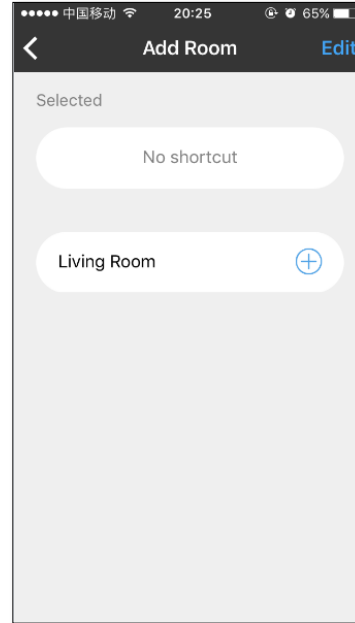 中国移动 20:25 65%
Add Room Edit
Selected
No shortcut
Living Room